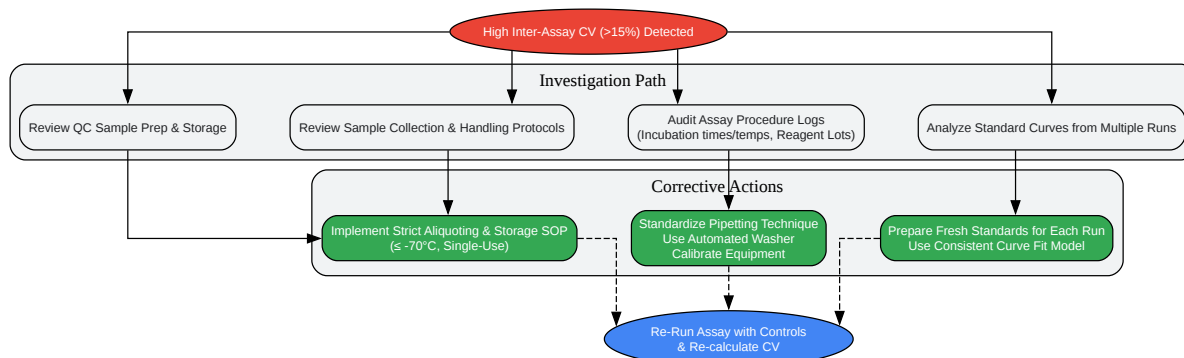 High Inter-Assay CV (>15%) Detected
Investigation Path
Review QC Sample Prep & Storage
Review Sample Collection & Handling Protocols
Audit Assay Procedure Logs
(Incubation times/temps, Reagent Lots)
Analyze Standard Curves from Multiple Runs
Corrective Actions
Implement Strict Aliquoting & Storage SOP
(≤ -70°C, Single-Use)
Standardize Pipetting Technique
Use Automated Washer
Calibrate Equipment
Prepare Fresh Standards for Each Run
Use Consistent Curve Fit Model
Re-Run Assay with Controls
& Re-calculate CV